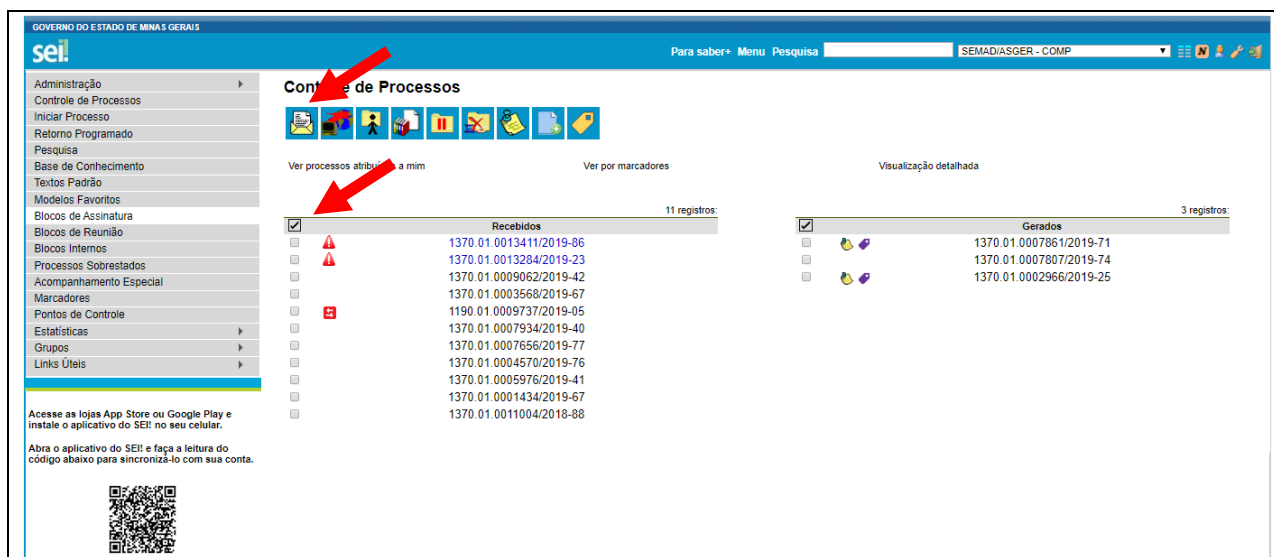 GOVERNO DO ESTADO DE MINAS GERAIS
sei!
Para saber+ Menu Pesquisa
SEMAD/ASGER - COMP
Administração
Controle de Processos
Iniciar Processo
Retorno Programado
Pesquisa
Base de Conhecimento
Textos Padrão
Modelos Favoritos
Blocos de Assinatura
Blocos de Reunião
Blocos Internos
Processos Sobrestados
Acompanhamento Especial
Marcadores
Pontos de Controle
Estatísticas
Grupos
Links Úteis
Acesse as lojas App Store ou Google Play e
instale o aplicativo do SEI! no seu celular.
Abra o aplicativo do SEI! e faça a leitura do
código abaixo para sincronizá-lo com sua conta.
Controle de Processos
Ver processos atribuídos a mim
Ver por marcadores
Visualização detalhada
11 registros:
Recebidos
1370.01.0013411/2019-86
1370.01.0013284/2019-23
1370.01.0009062/2019-42
1370.01.0003568/2019-67
1190.01.0009737/2019-05
1370.01.0007934/2019-40
1370.01.0007656/2019-77
1370.01.0004570/2019-76
1370.01.0005976/2019-41
1370.01.0001434/2019-67
1370.01.0011004/2018-88
3 registros:
Gerados
1370.01.0007861/2019-71
1370.01.0007807/2019-74
1370.01.0002966/2019-25